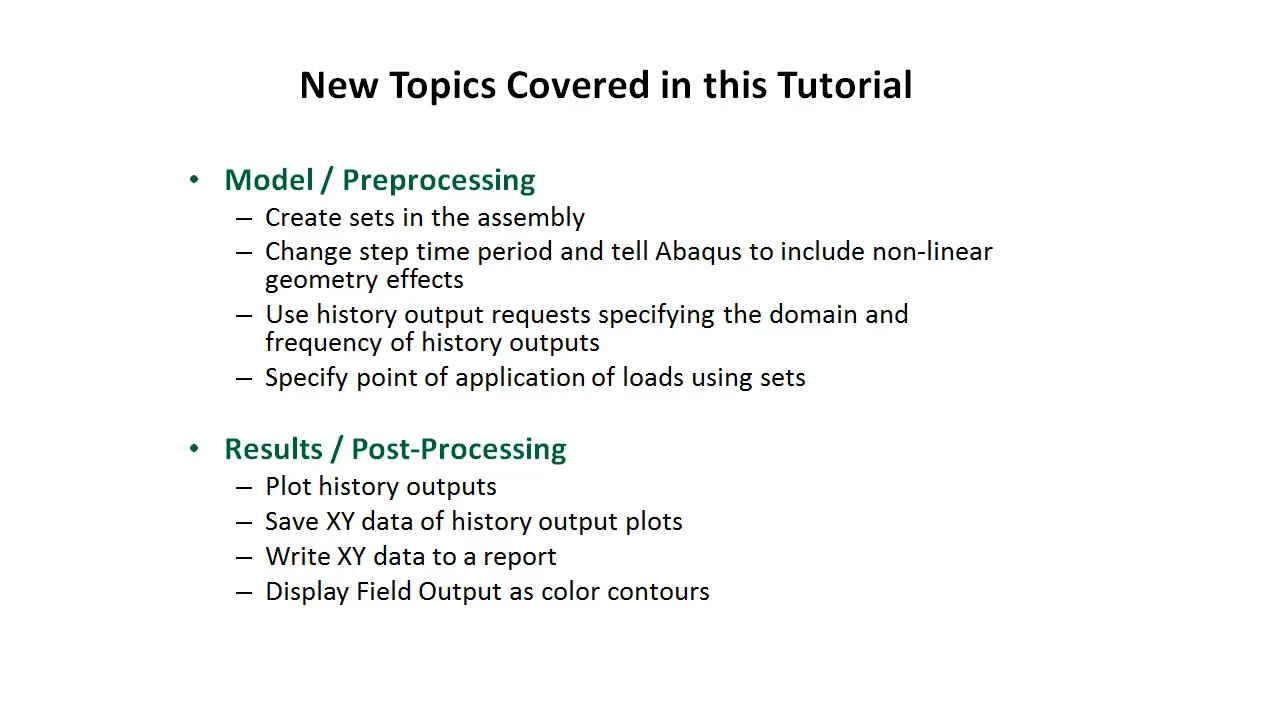 New Topics Covered in this Tutorial
• Model / Preprocessing
– Create sets in the assembly
– Change step time period and tell Abaqus to include non-linear
geometry effects
– Use history output requests specifying the domain and
frequency of history outputs
– Specify point of application of loads using sets
• Results / Post-Processing
– Plot history outputs
– Save XY data of history output plots
– Write XY data to a report
– Display Field Output as color contours